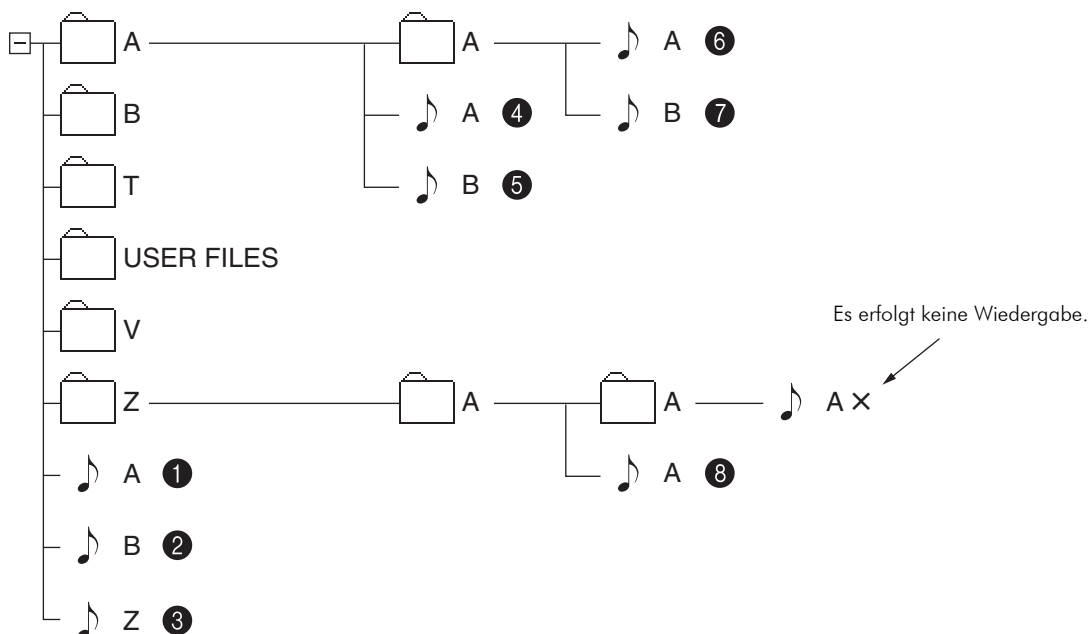 A A A 6
B A 4 B 7
T B 5
USER FILES
V
Es erfolgt keine Wiedergabe.
Z A A A ×
A 1 A 8
B 2
Z 3